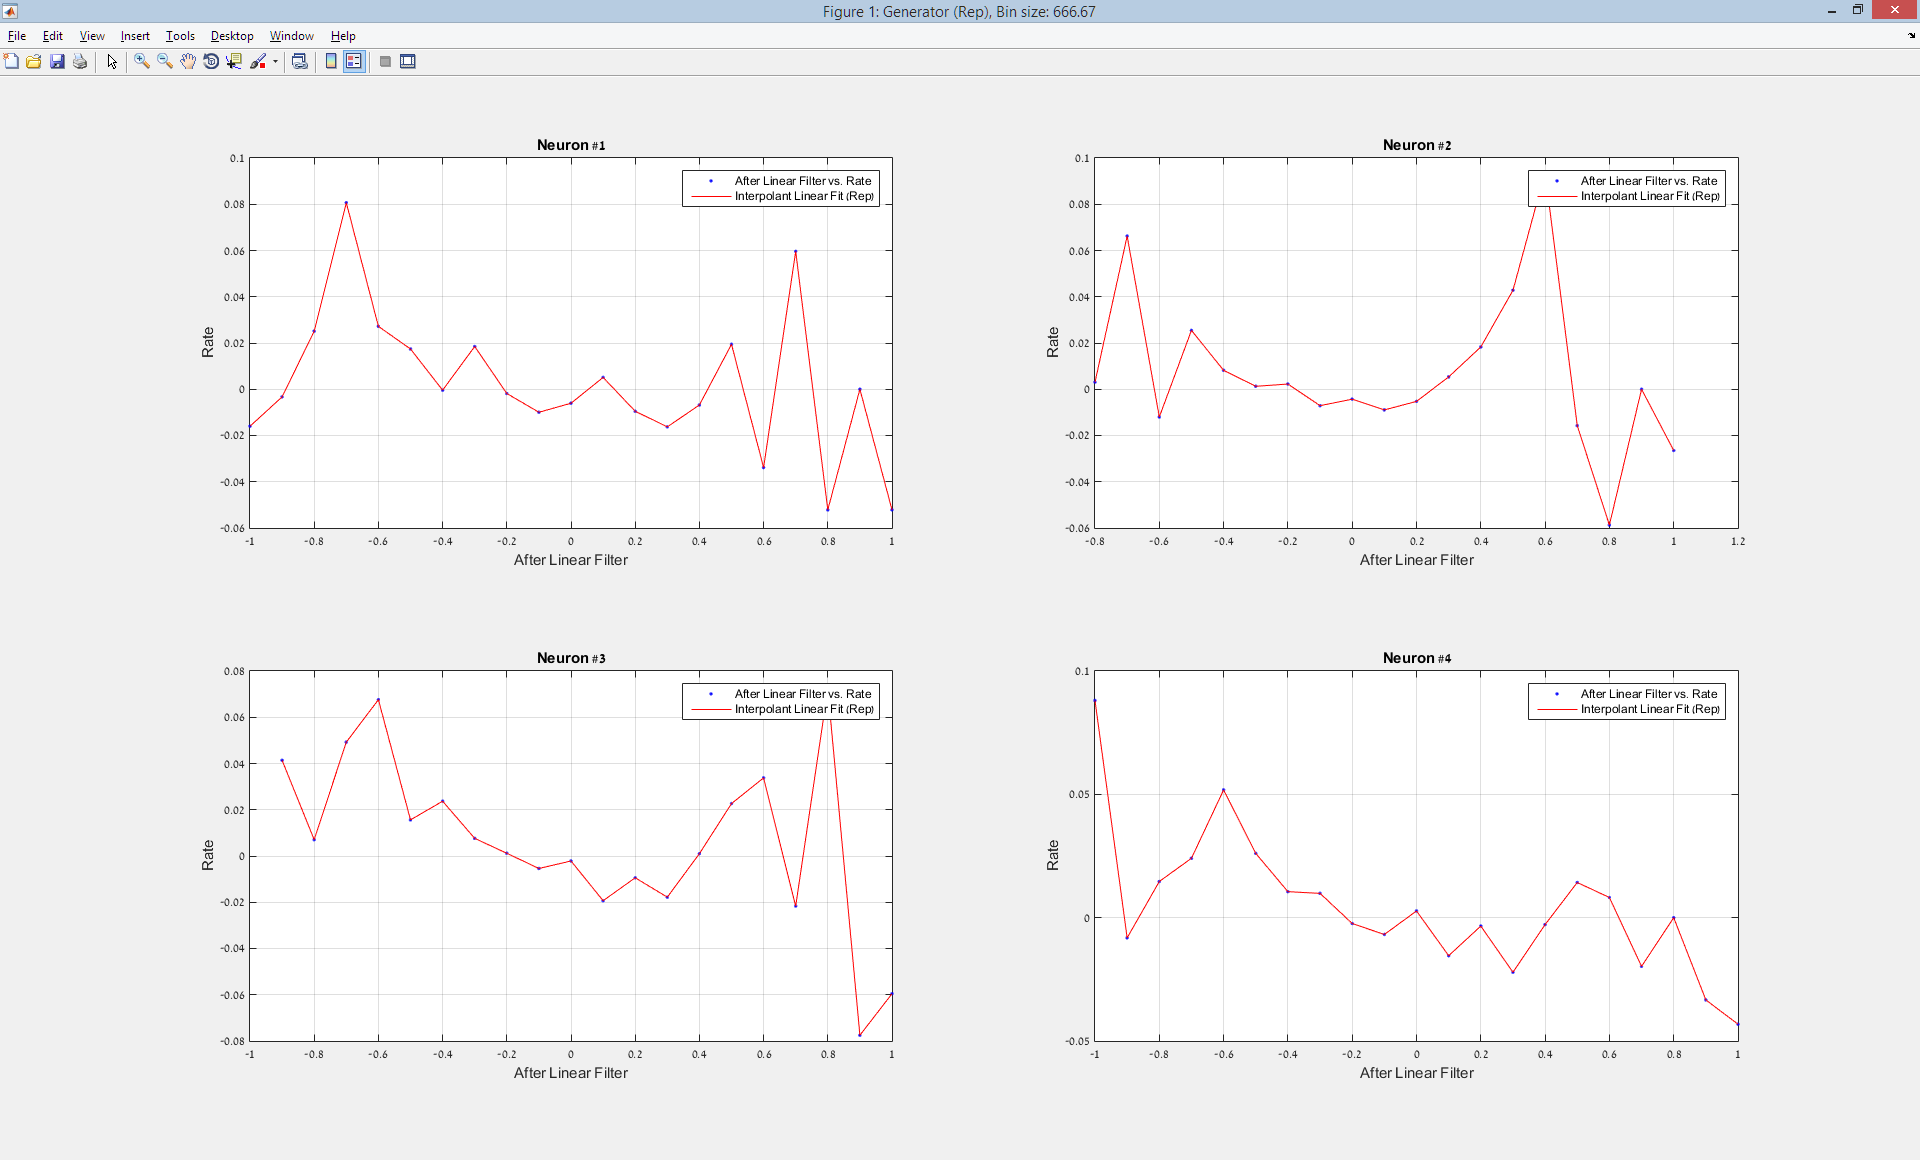 Figure 1: Generator (Rep), Bin size: 666.67
File Edit View Insert Tools Desktop Window Help
Neuron #1
After Linear Filter vs. Rate
Interpolant Linear Fit (Rep)
0.1
0.08
0.06
0.04
0.02
0
-0.02
-0.04
-0.06
Rate
-1 -0.8 -0.6 -0.4 -0.2 0 0.2 0.4 0.6 0.8 1
After Linear Filter
Neuron #2
After Linear Filter vs. Rate
Interpolant Linear Fit (Rep)
0.1
0.08
0.06
0.04
0.02
0
-0.02
-0.04
-0.06
Rate
-0.8 -0.6 -0.4 -0.2 0 0.2 0.4 0.6 0.8 1 1.2
After Linear Filter
Neuron #3
After Linear Filter vs. Rate
Interpolant Linear Fit (Rep)
0.08
0.06
0.04
0.02
0
-0.02
-0.04
-0.06
-0.08
Rate
-1 -0.8 -0.6 -0.4 -0.2 0 0.2 0.4 0.6 0.8 1
After Linear Filter
Neuron #4
After Linear Filter vs. Rate
Interpolant Linear Fit (Rep)
0.1
0.05
0
-0.05
Rate
-1 -0.8 -0.6 -0.4 -0.2 0 0.2 0.4 0.6 0.8 1
After Linear Filter